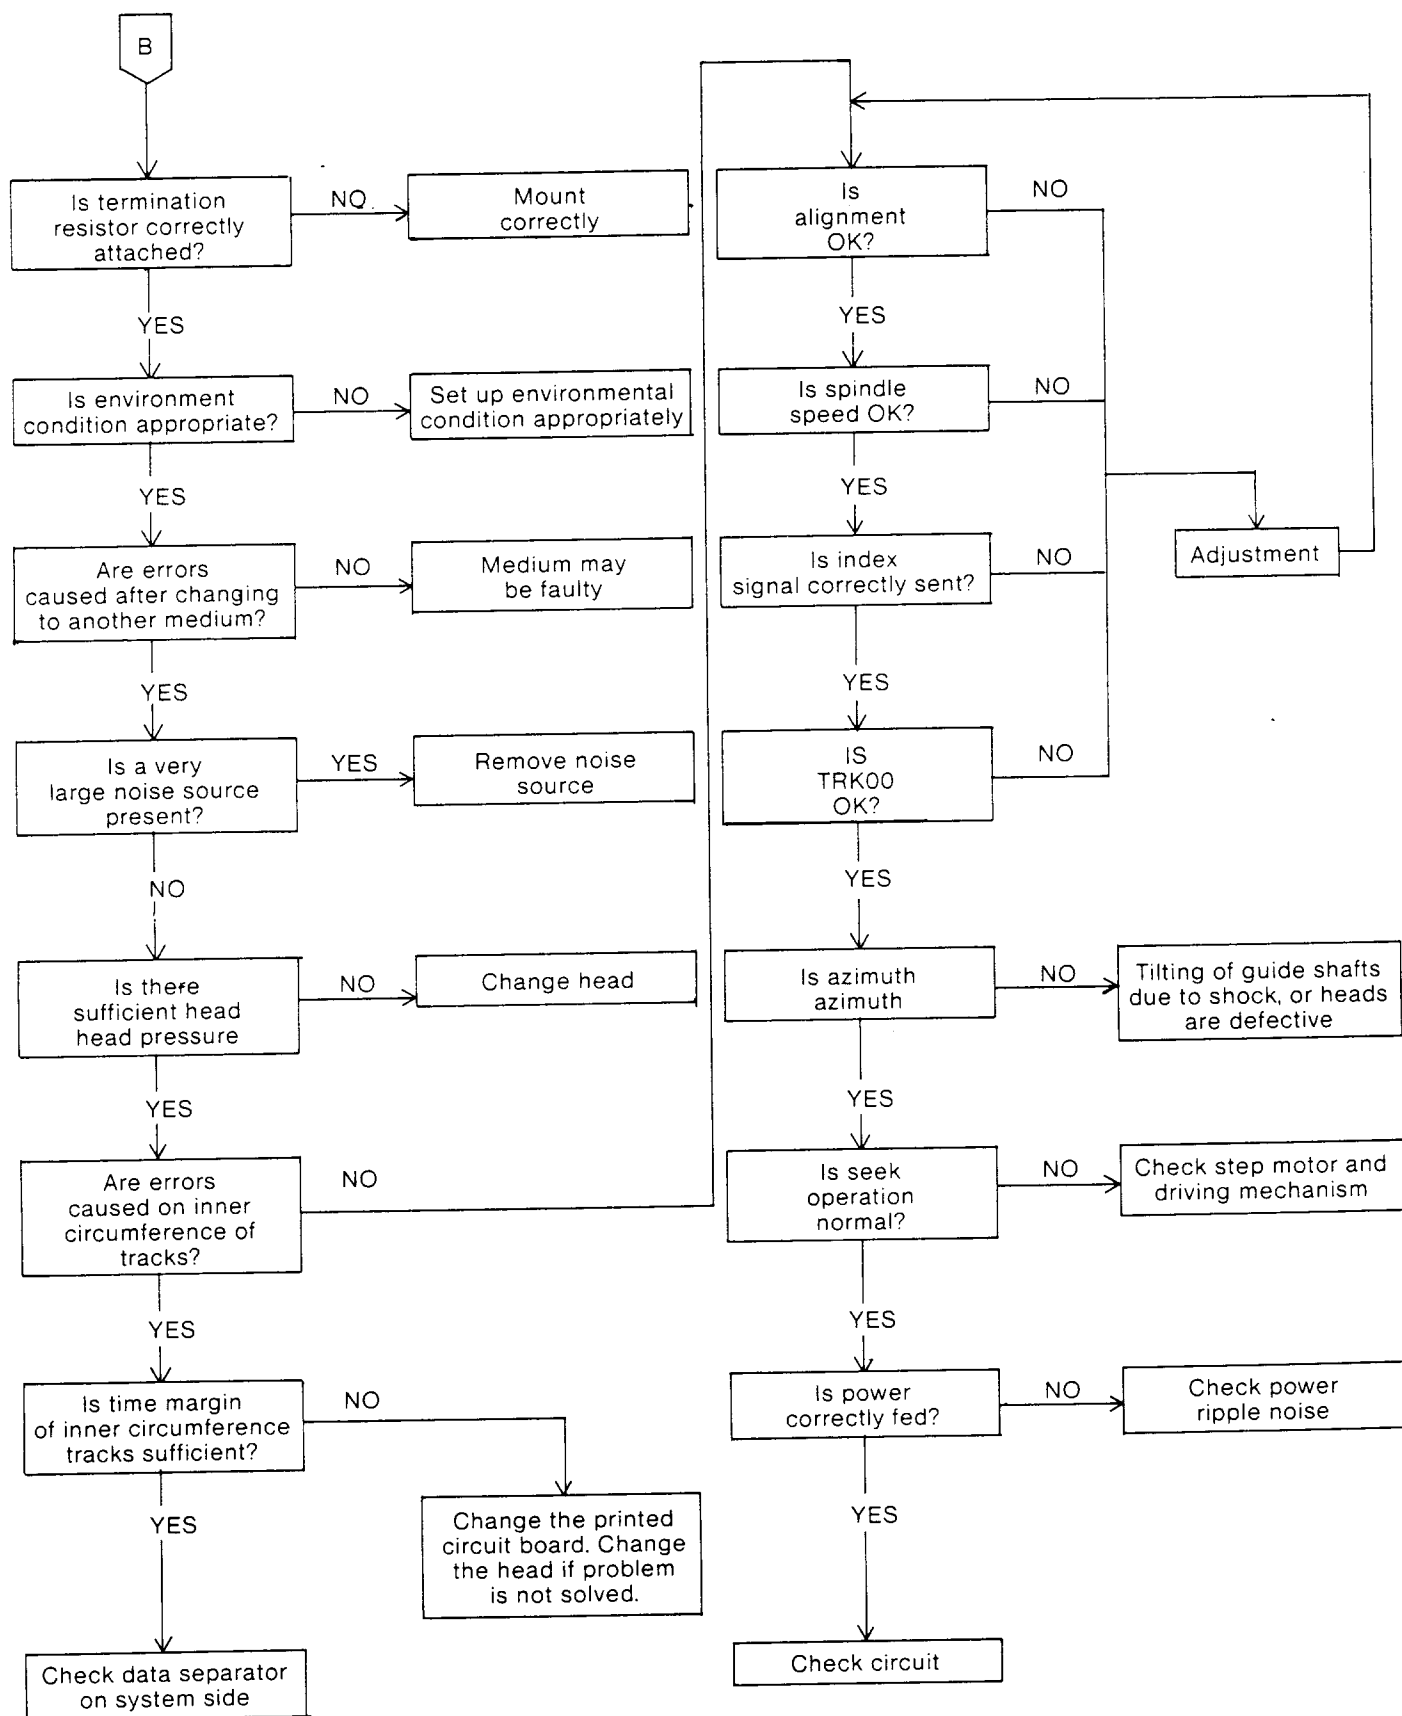 B
Is termination
resistor correctly
attached?
NO
Mount
correctly
YES
Is environment
condition appropriate?
NO
Set up environmental
condition appropriately
YES
Are errors
caused after changing
to another medium?
NO
Medium may
be faulty
YES
Is a very
large noise source
present?
YES
Remove noise
source
NO
Is there
sufficient head
head pressure
NO
Change head
YES
Are errors
caused on inner
circumference of
tracks?
NO
YES
Is time margin
of inner circumference
tracks sufficient?
NO
Change the printed
circuit board. Change
the head if problem
is not solved.
YES
Check data separator
on system side
Is
alignment
OK?
NO
YES
Is spindle
speed OK?
NO
YES
Is index
signal correctly sent?
NO
Adjustment
YES
IS
TRK00
OK?
NO
YES
Is azimuth
azimuth
NO
Tilting of guide shafts
due to shock, or heads
are defective
YES
Is seek
operation
normal?
NO
Check step motor and
driving mechanism
YES
Is power
correctly fed?
NO
Check power
ripple noise
YES
Check circuit